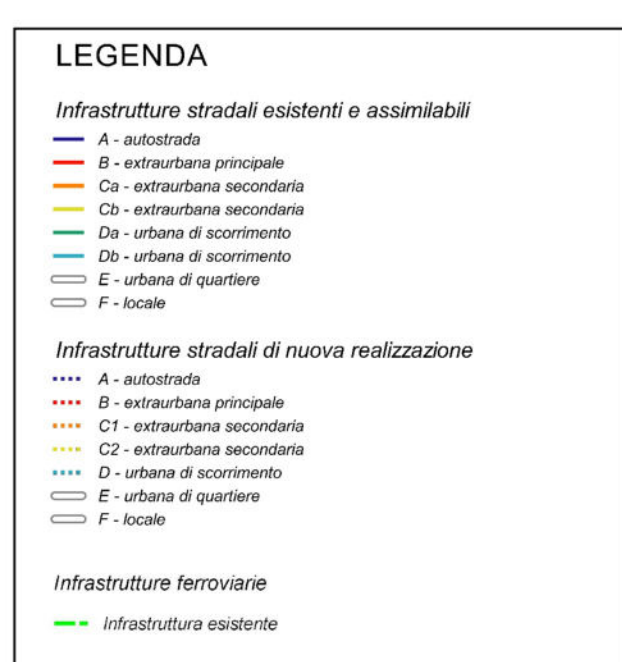 LEGENDA
Infrastrutture stradali esistenti e assimilabili
A - autostrada
B - extraurbana principale
Ca - extraurbana secondaria
Cb - extraurbana secondaria
Da - urbana di scorrimento
Db - urbana di scorrimento
E - urbana di quartiere
F - locale
Infrastrutture stradali di nuova realizzazione
A - autostrada
B - extraurbana principale
C1 - extraurbana secondaria
C2 - extraurbana secondaria
D - urbana di scorrimento
E - urbana di quartiere
F - locale
Infrastrutture ferroviarie
Infrastruttura esistente